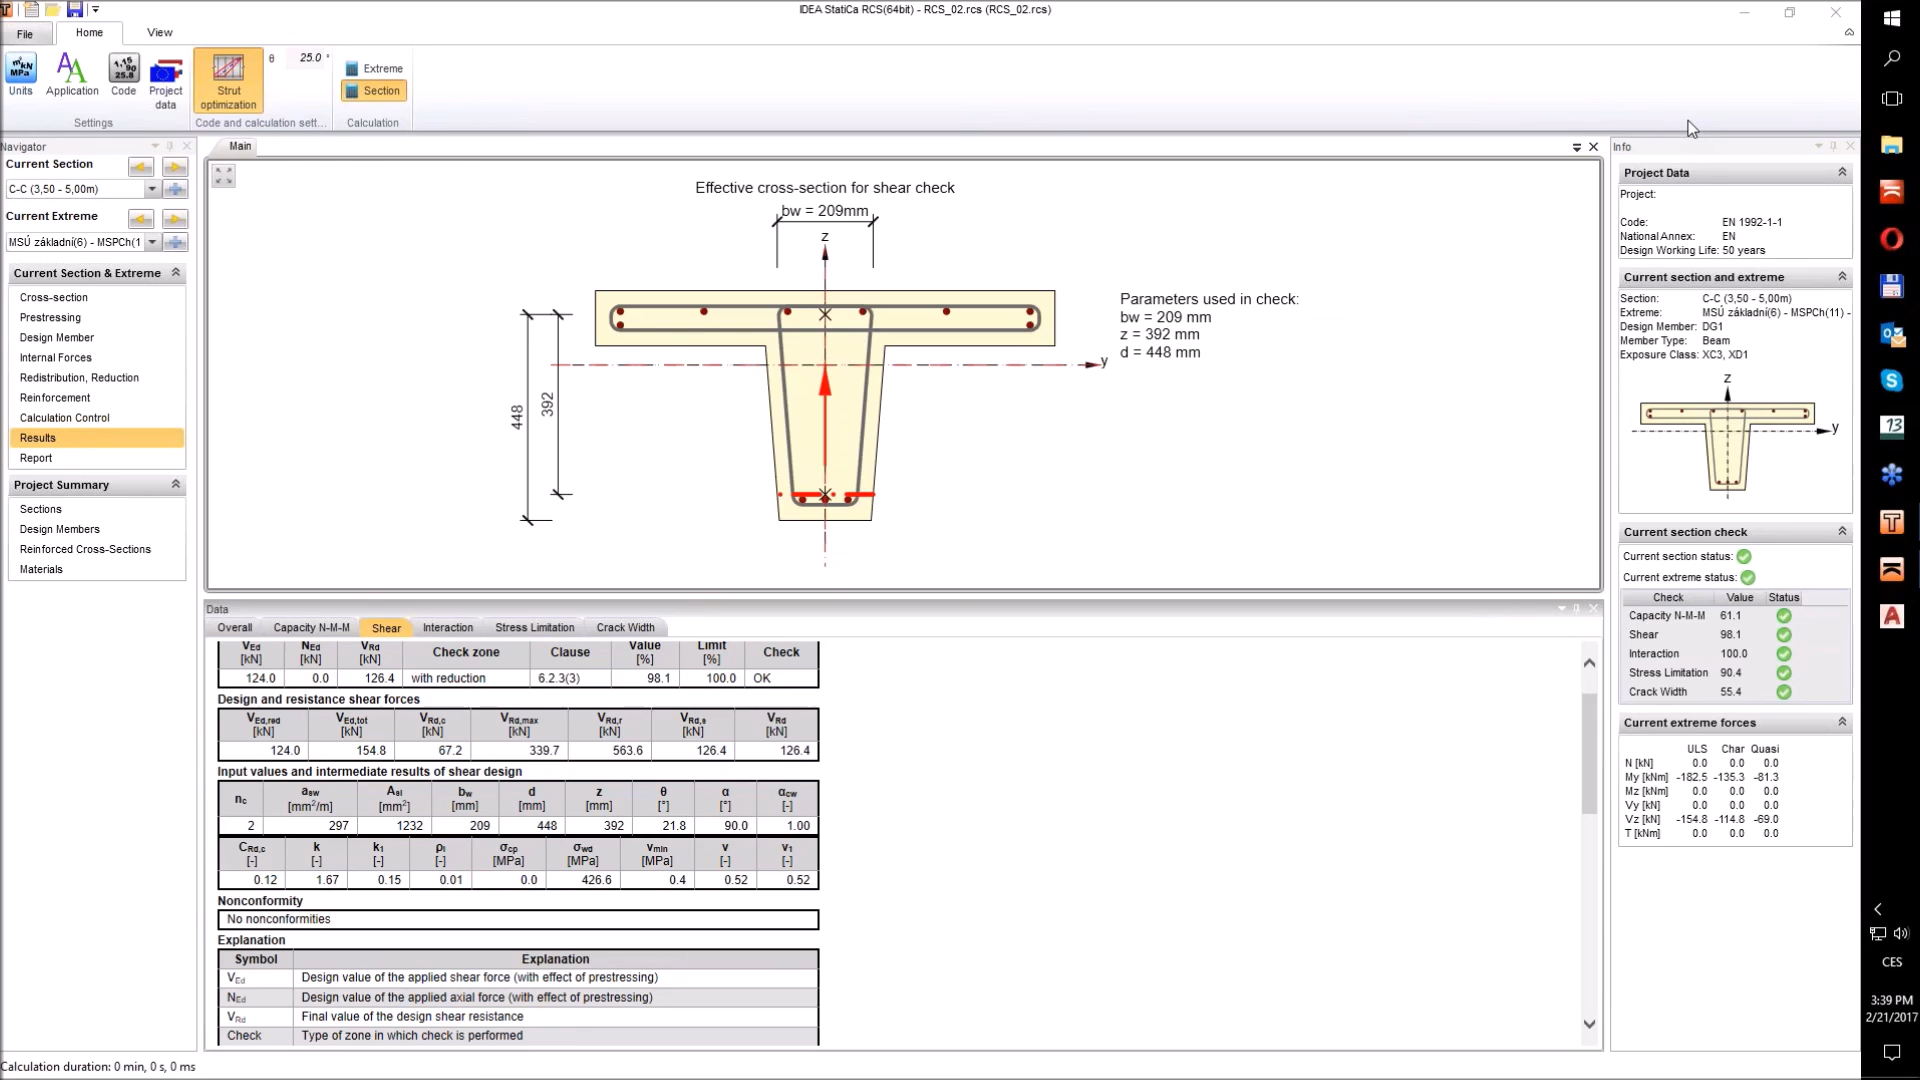 IDEA StatiCa RCS(64bit) - RCS_02.rcs (RCS_02.rcs)
File Home View
θ 25.0 °
Units Application Code Project data Strut optimization
Extreme
Section
Settings Code and calculation sett... Calculation
Navigator
Current Section
C-C (3,50 - 5,00m)
Current Extreme
MSÚ základní(6) - MSPCh(1
Current Section & Extreme
Cross-section
Prestressing
Design Member
Internal Forces
Redistribution, Reduction
Reinforcement
Calculation Control
Results
Report
Project Summary
Sections
Design Members
Reinforced Cross-Sections
Materials
Main
Effective cross-section for shear check
bw = 209mm
z
y
448
392
Parameters used in check:
bw = 209 mm
z = 392 mm
d = 448 mm
Data
Overall Capacity N-M-M Shear Interaction Stress Limitation Crack Width
VEd [kN] NEd [kN] VRd [kN] Check zone Clause Value [%] Limit [%] Check
124.0 0.0 126.4 with reduction 6.2.3(3) 98.1 100.0 OK
Design and resistance shear forces
VEd,red [kN] VEd,tot [kN] VRd,c [kN] VRd,max [kN] VRd,r [kN] VRd,s [kN] VRd [kN]
124.0 154.8 67.2 339.7 563.6 126.4 126.4
Input values and intermediate results of shear design
nc asw [mm²/m] Asl [mm²] bw [mm] d [mm] z [mm] θ [°] α [°] αcw [-]
2 297 1232 209 448 392 21.8 90.0 1.00
CRd,c [-] k [-] k1 [-] ρl [-] σcp [MPa] σwd [MPa] vmin [MPa] v [-] v1 [-]
0.12 1.67 0.15 0.01 0.0 426.6 0.4 0.52 0.52
Nonconformity
No nonconformities
Explanation
Symbol Explanation
VEd Design value of the applied shear force (with effect of prestressing)
NEd Design value of the applied axial force (with effect of prestressing)
VRd Final value of the design shear resistance
Check Type of zone in which check is performed
Info
Project Data
Project:
Code: EN 1992-1-1
National Annex: EN
Design Working Life: 50 years
Current section and extreme
Section: C-C (3,50 - 5,00m)
Extreme: MSÚ základní(6) - MSPCh(11) -
Design Member: DG1
Member Type: Beam
Exposure Class: XC3, XD1
z
y
Current section check
Current section status:
Current extreme status:
Check Value Status
Capacity N-M-M 61.1
Shear 98.1
Interaction 100.0
Stress Limitation 90.4
Crack Width 55.4
Current extreme forces
ULS Char Quasi
N [kN] 0.0 0.0 0.0
My [kNm] -182.5 -135.3 -81.3
Mz [kNm] 0.0 0.0 0.0
Vy [kN] 0.0 0.0 0.0
Vz [kN] -154.8 -114.8 -69.0
T [kNm] 0.0 0.0 0.0
Calculation duration: 0 min, 0 s, 0 ms
CES
3:39 PM
2/21/2017